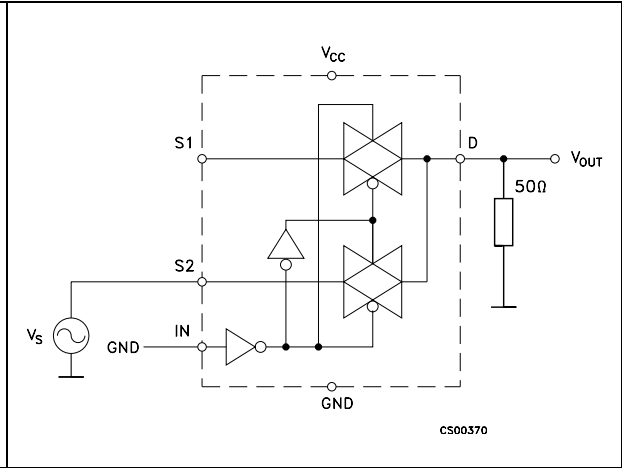 VCC
S1
D
VOUT
50Ω
S2
VS
IN
GND
GND
CS00370